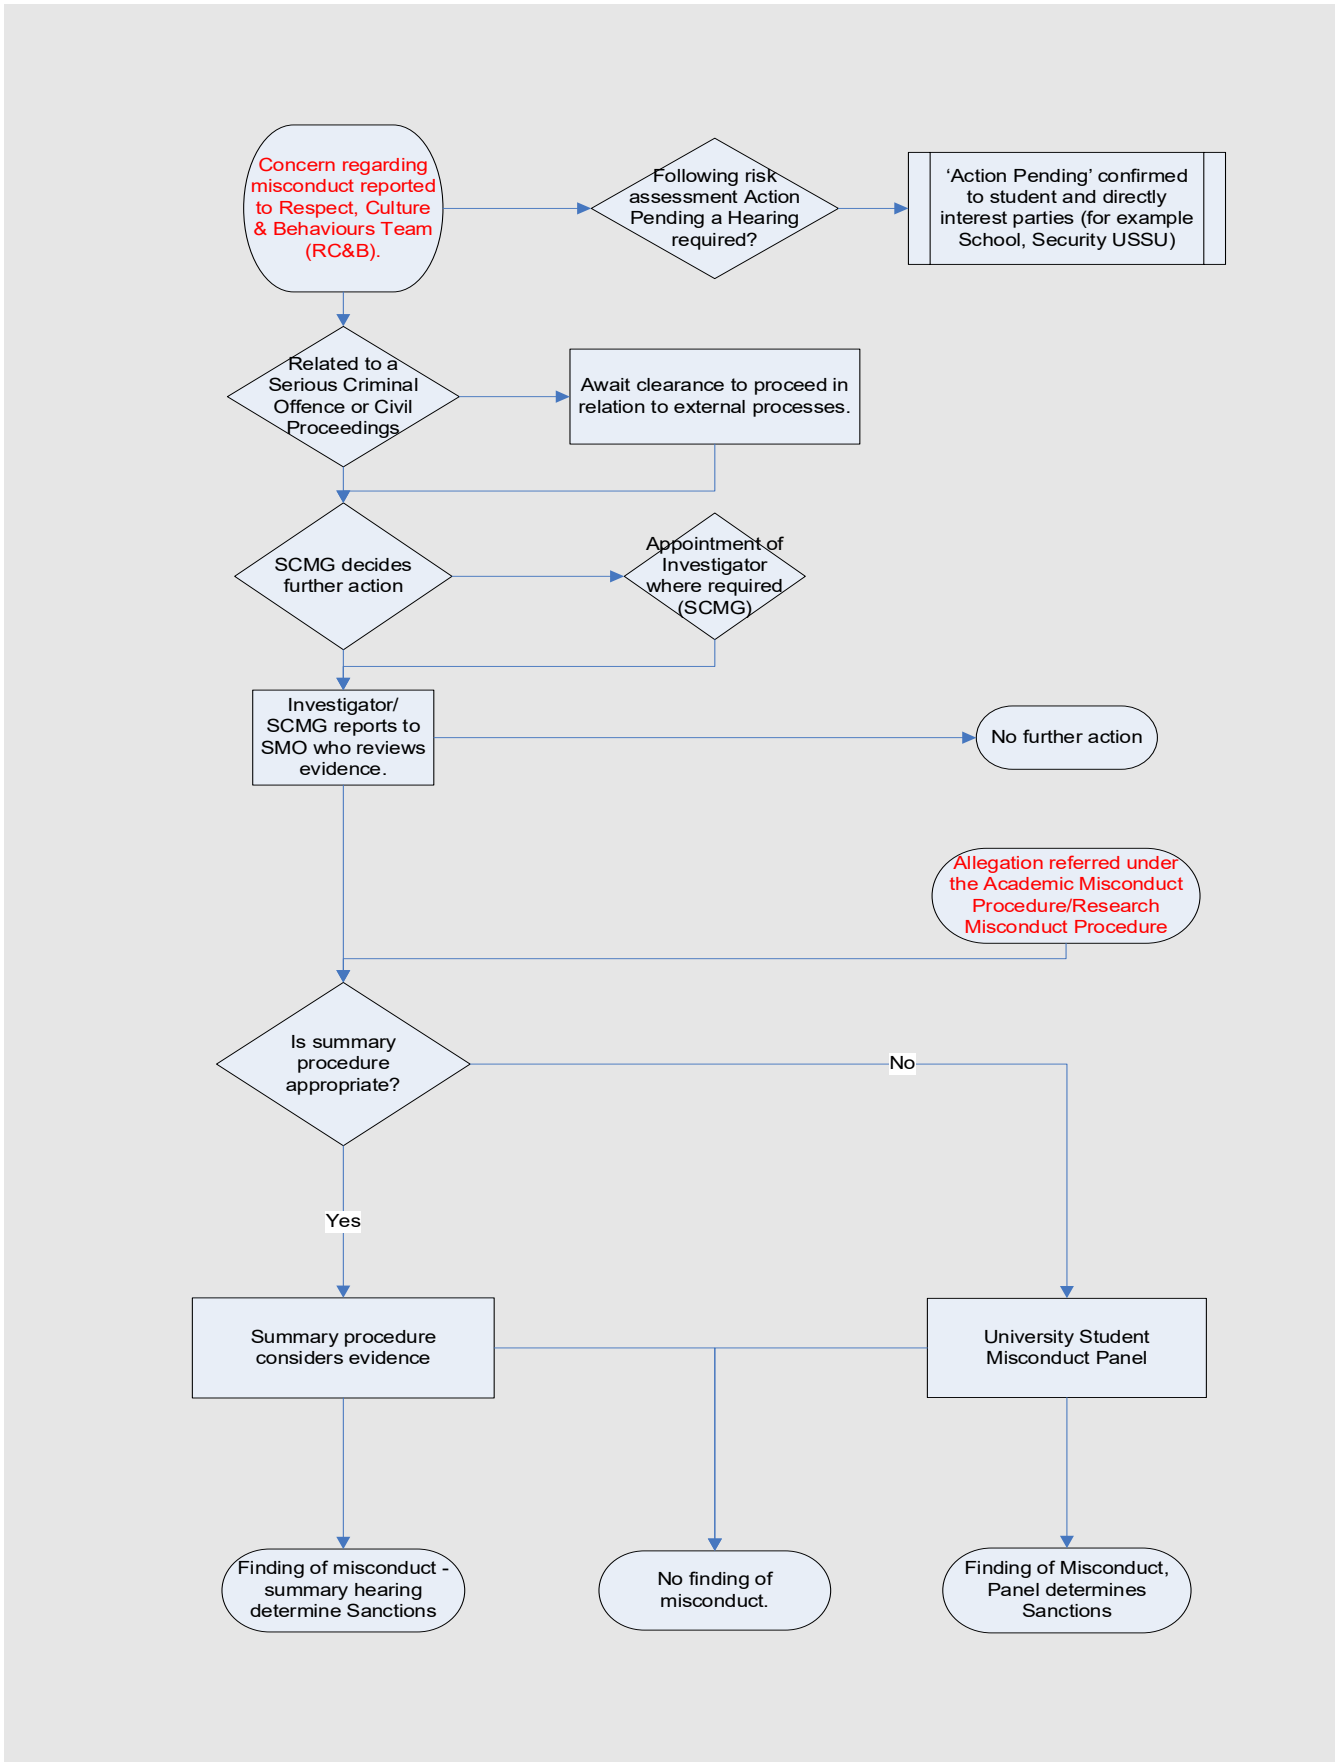 Concern regarding
misconduct reported
to Respect, Culture
& Behaviours Team
(RC&B).
Following risk
assessment Action
Pending a Hearing
required?
‘Action Pending’ confirmed
to student and directly
interest parties (for example
School, Security USSU)
Related to a
Serious Criminal
Offence or Civil
Proceedings
Await clearance to proceed in
relation to external processes.
SCMG decides
further action
Appointment of
Investigator
where required
(SCMG)
Investigator/
SCMG reports to
SMO who reviews
evidence.
No further action
Allegation referred under
the Academic Misconduct
Procedure/Research
Misconduct Procedure
Is summary
procedure
appropriate?
No
Yes
Summary procedure
considers evidence
University Student
Misconduct Panel
Finding of misconduct -
summary hearing
determine Sanctions
No finding of
misconduct.
Finding of Misconduct,
Panel determines
Sanctions